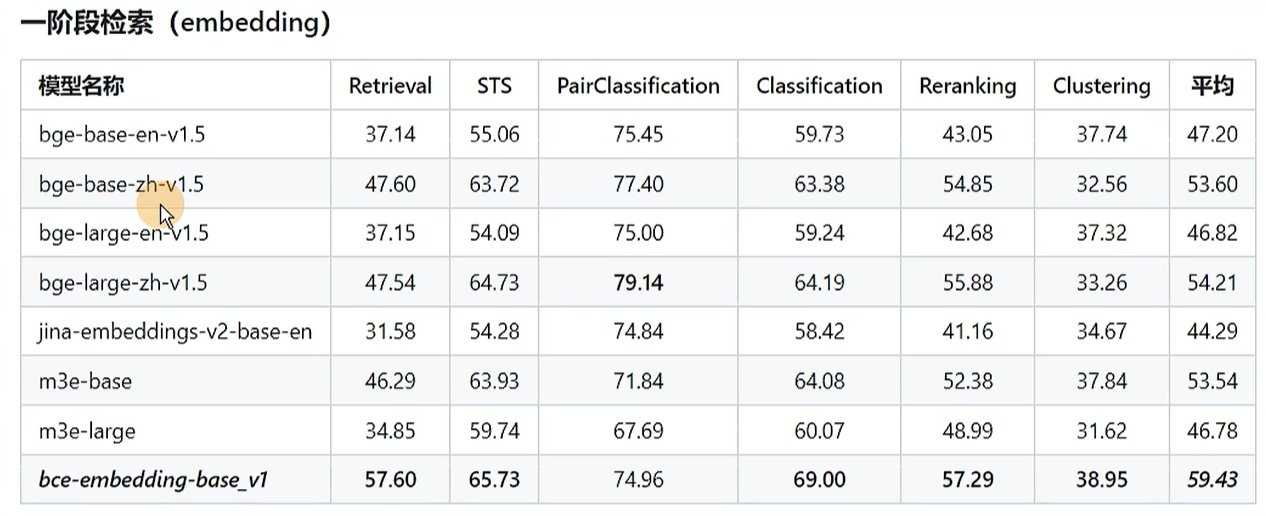 一阶段检索（embedding）
模型名称 Retrieval STS PairClassification Classification Reranking Clustering 平均
bge-base-en-v1.5 37.14 55.06 75.45 59.73 43.05 37.74 47.20
bge-base-zh-v1.5 47.60 63.72 77.40 63.38 54.85 32.56 53.60
bge-large-en-v1.5 37.15 54.09 75.00 59.24 42.68 37.32 46.82
bge-large-zh-v1.5 47.54 64.73 79.14 64.19 55.88 33.26 54.21
jina-embeddings-v2-base-en 31.58 54.28 74.84 58.42 41.16 34.67 44.29
m3e-base 46.29 63.93 71.84 64.08 52.38 37.84 53.54
m3e-large 34.85 59.74 67.69 60.07 48.99 31.62 46.78
bce-embedding-base_v1 57.60 65.73 74.96 69.00 57.29 38.95 59.43